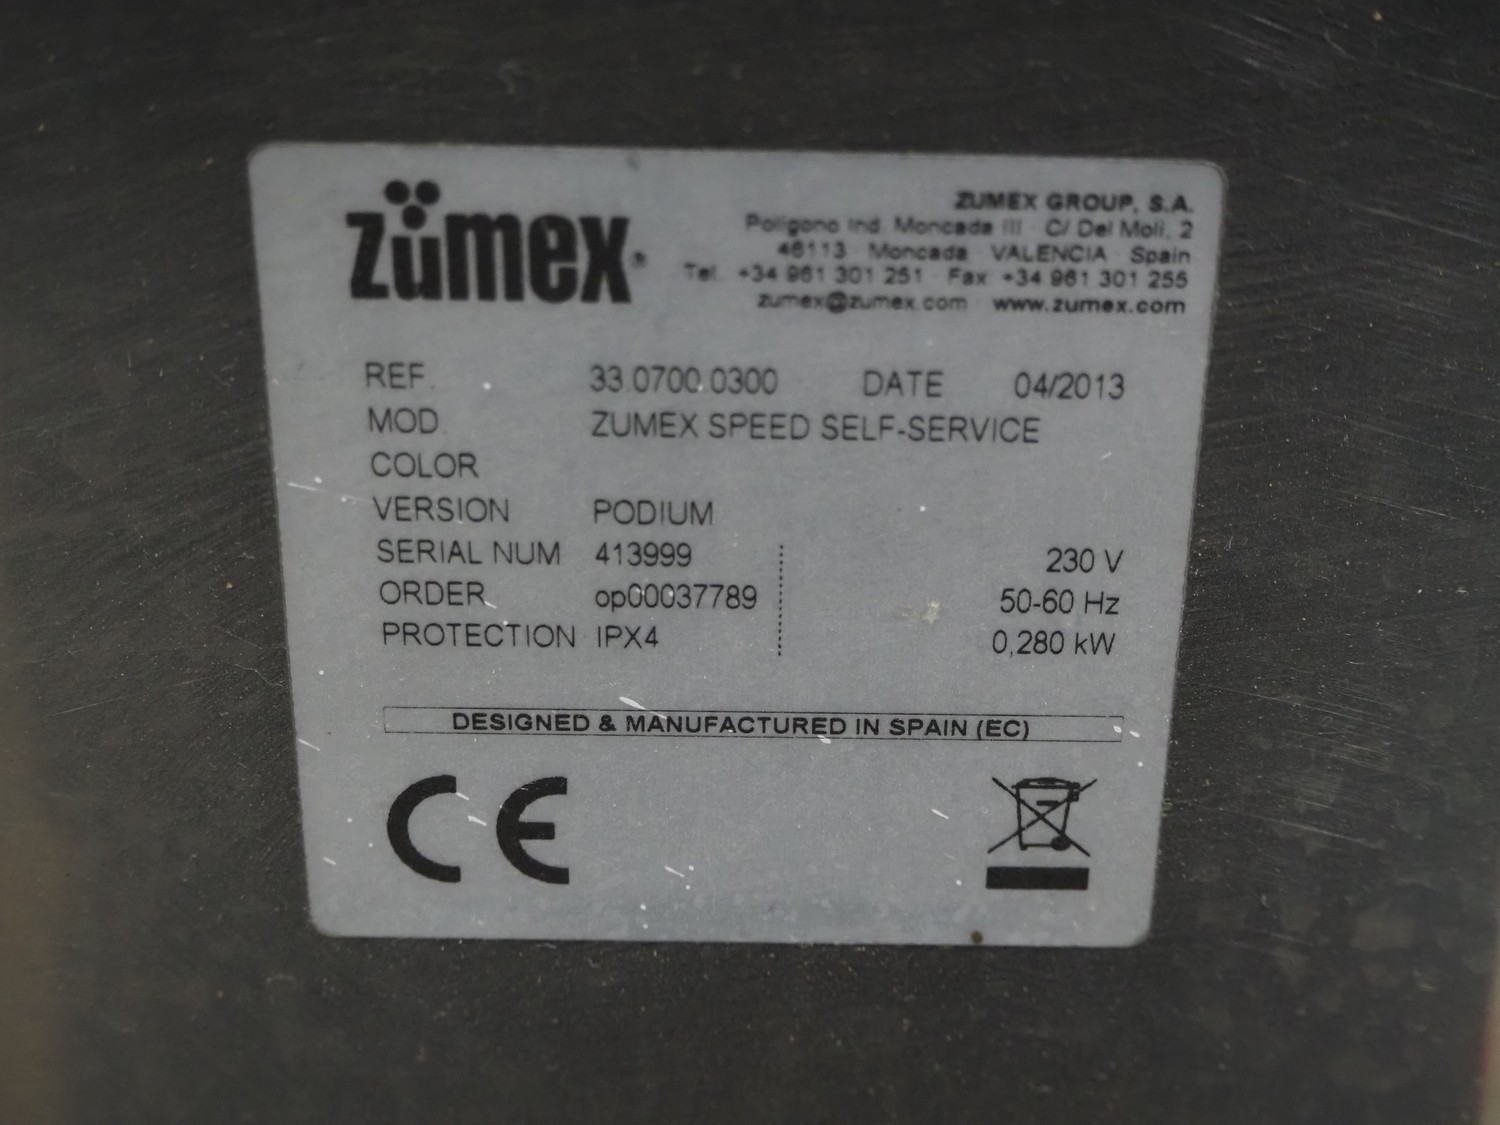 zümex®
ZUMEX GROUP, S.A.
Polígono Ind. Moncada III · C/ Del Molí, 2
46113 · Moncada · VALENCIA · Spain
Tel. +34 961 301 251 · Fax +34 961 301 255
zumex@zumex.com · www.zumex.com
REF. 33.0700.0300 DATE 04/2013
MOD. ZUMEX SPEED SELF-SERVICE
COLOR
VERSION PODIUM
SERIAL NUM 413999 230 V
ORDER op00037789 50-60 Hz
PROTECTION IPX4 0,280 kW
DESIGNED & MANUFACTURED IN SPAIN (EC)
CE